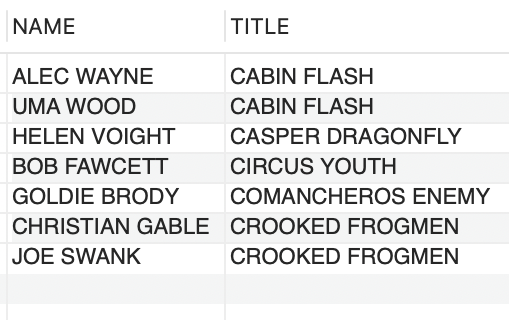 NAME TITLE
ALEC WAYNE CABIN FLASH
UMA WOOD CABIN FLASH
HELEN VOIGHT CASPER DRAGONFLY
BOB FAWCETT CIRCUS YOUTH
GOLDIE BRODY COMANCHEROS ENEMY
CHRISTIAN GABLE CROOKED FROGMEN
JOE SWANK CROOKED FROGMEN